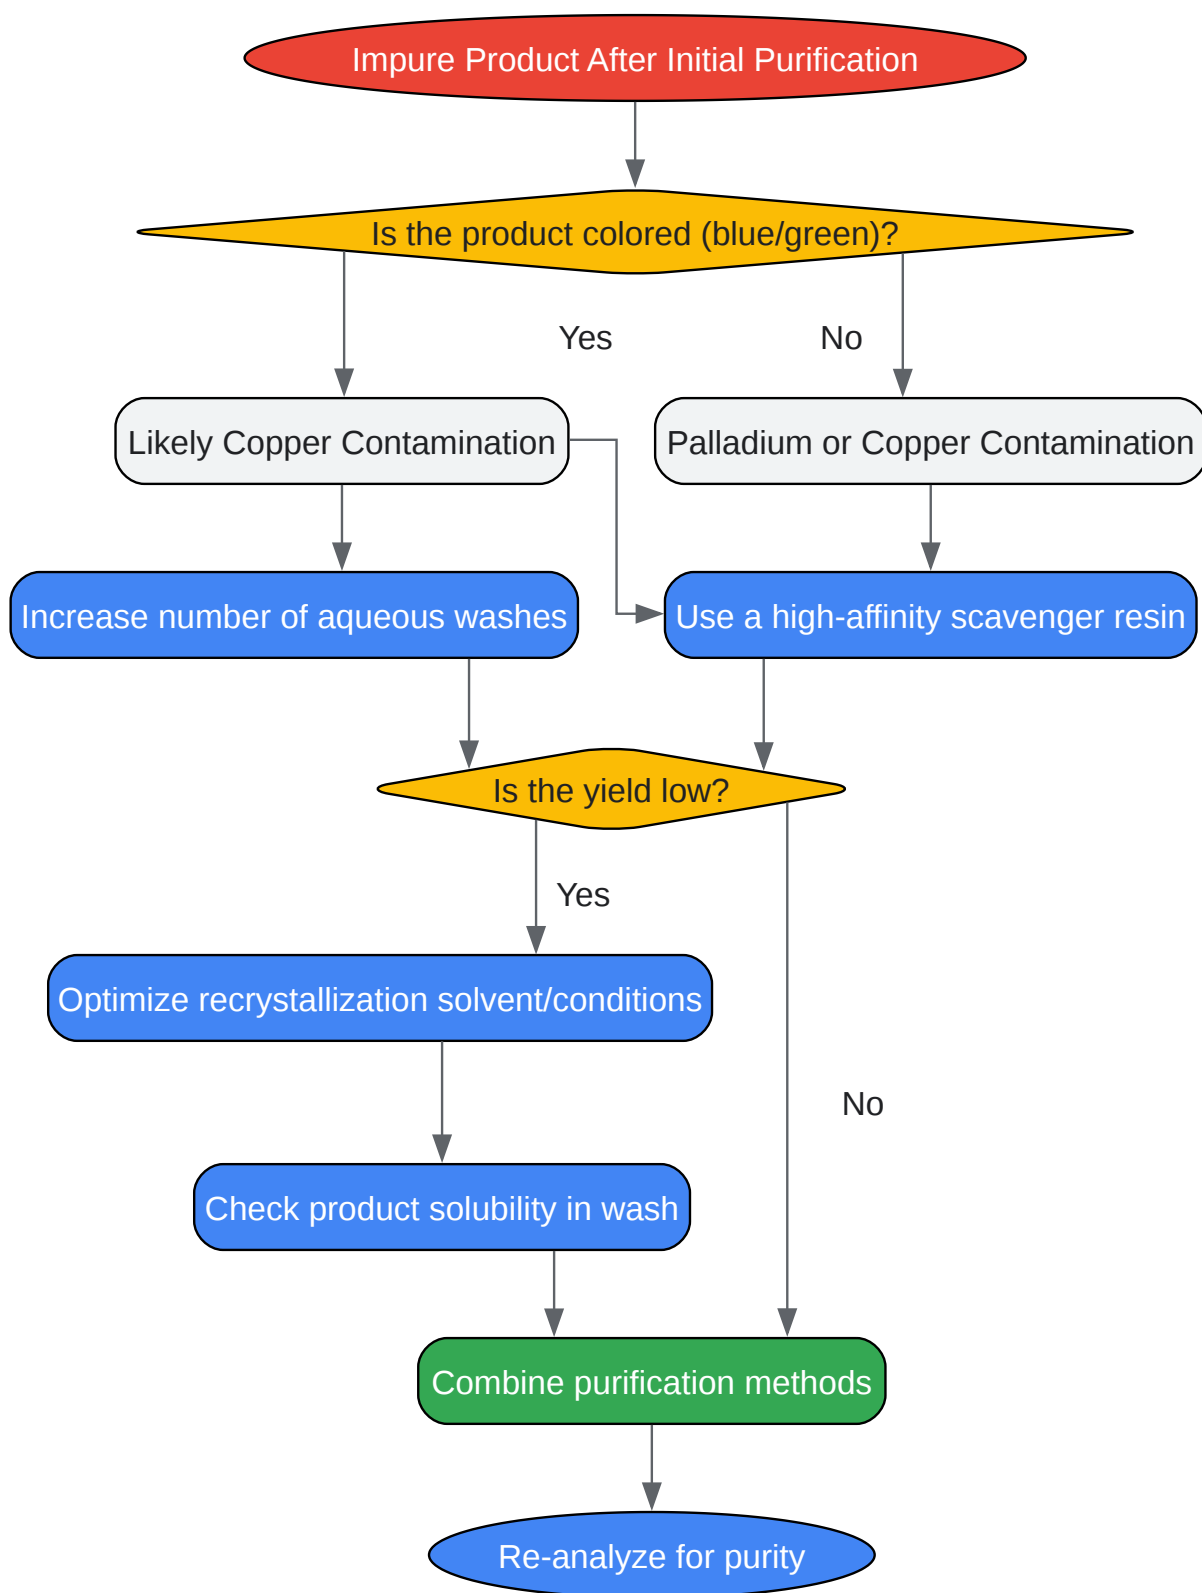 Impure Product After Initial Purification
Is the product colored (blue/green)?
Yes
No
Likely Copper Contamination
Palladium or Copper Contamination
Increase number of aqueous washes
Use a high-affinity scavenger resin
Is the yield low?
Yes
Optimize recrystallization solvent/conditions
No
Check product solubility in wash
Combine purification methods
Re-analyze for purity